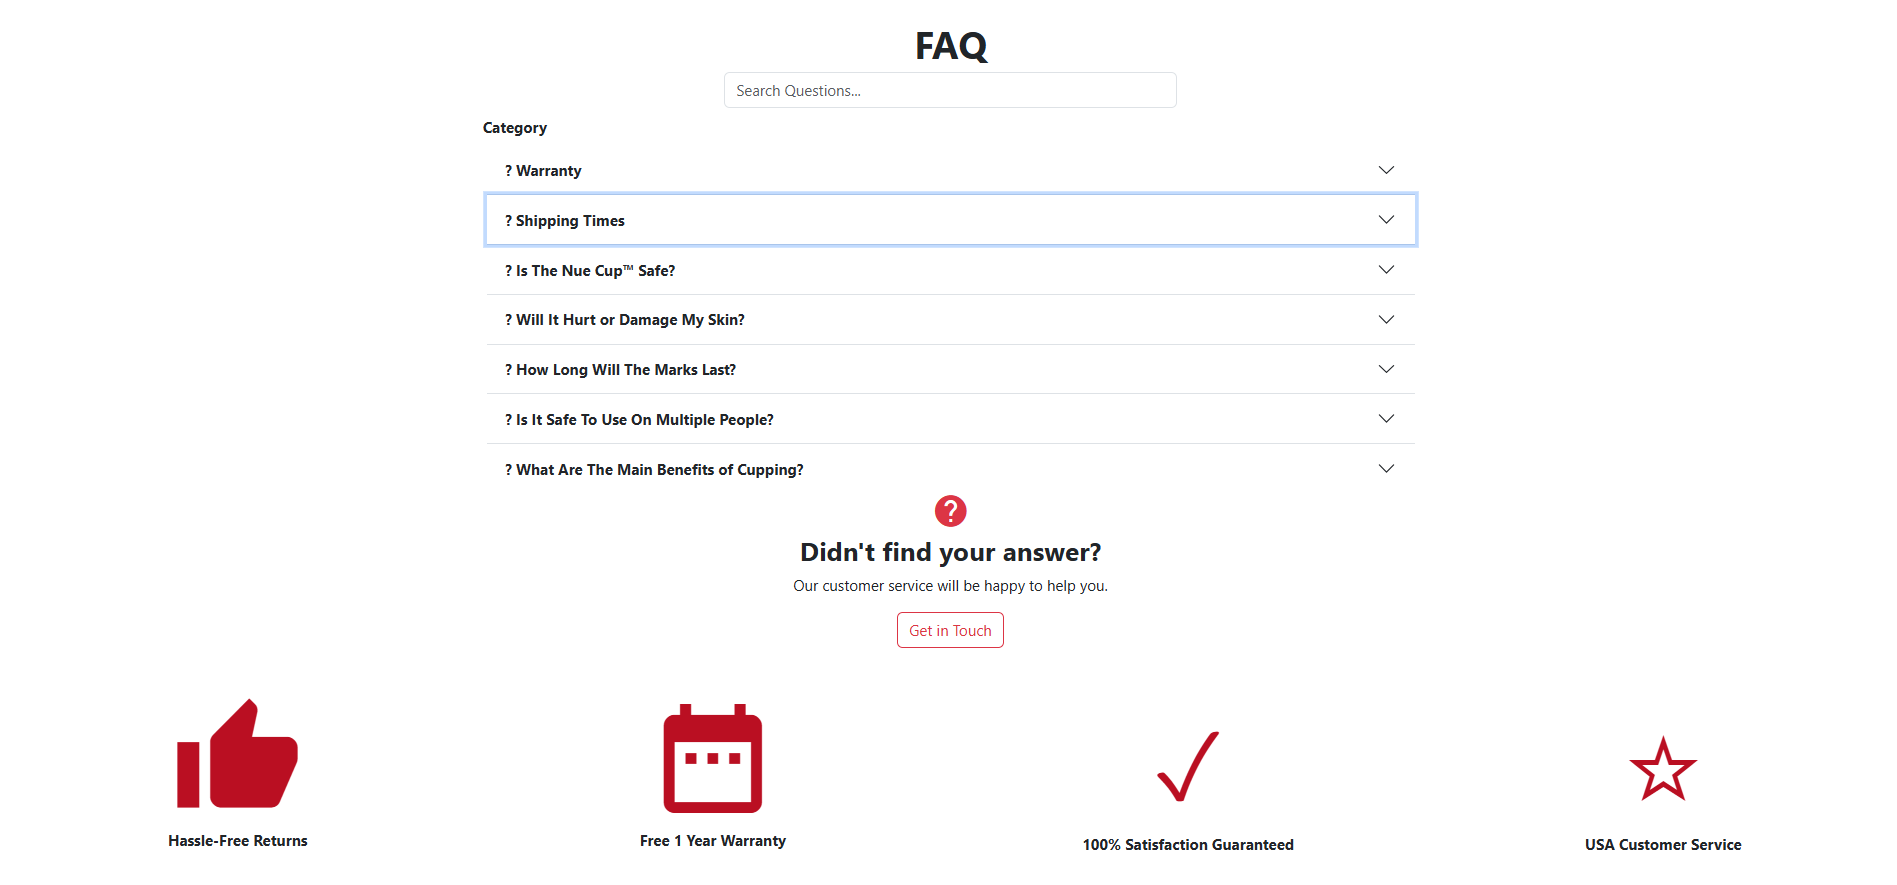 FAQ
Search Questions...
Category
? Warranty
? Shipping Times
? Is The Nue Cup™ Safe?
? Will It Hurt or Damage My Skin?
? How Long Will The Marks Last?
? Is It Safe To Use On Multiple People?
? What Are The Main Benefits of Cupping?
?
Didn't find your answer?
Our customer service will be happy to help you.
Get in Touch
Hassle-Free Returns
Free 1 Year Warranty
100% Satisfaction Guaranteed
USA Customer Service